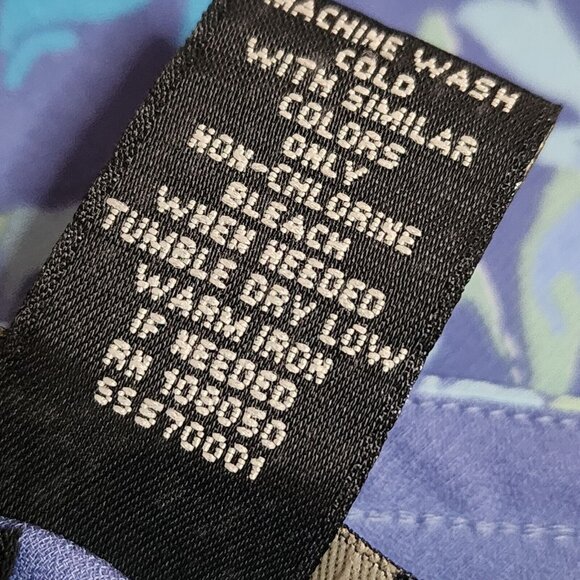 MACHINE WASH
COLD
WITH SIMILAR
COLORS
ONLY
NON-CHLORINE
BLEACH
WHEN NEEDED
TUMBLE DRY LOW
WARM IRON
IF NEEDED
RN 109050
SS570001